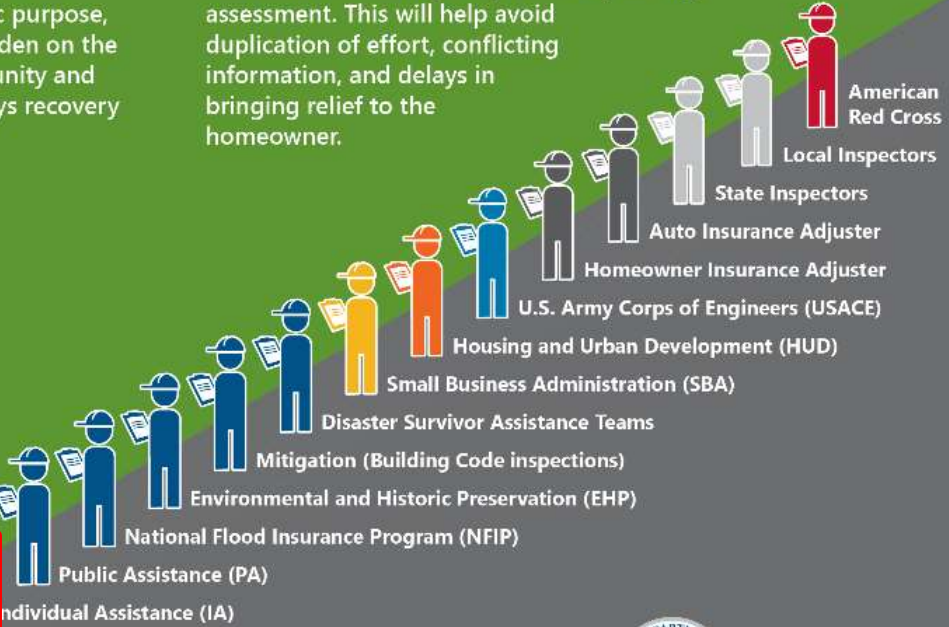 purpose,
den on the
unity and
ys recovery
assessment. This will help avoid
duplication of effort, conflicting
information, and delays in
bringing relief to the
homeowner.
American
Red Cross
Local Inspectors
State Inspectors
Auto Insurance Adjuster
Homeowner Insurance Adjuster
U.S. Army Corps of Engineers (USACE)
Housing and Urban Development (HUD)
Small Business Administration (SBA)
Disaster Survivor Assistance Teams
Mitigation (Building Code inspections)
Environmental and Historic Preservation (EHP)
National Flood Insurance Program (NFIP)
Public Assistance (PA)
ndividual Assistance (IA)